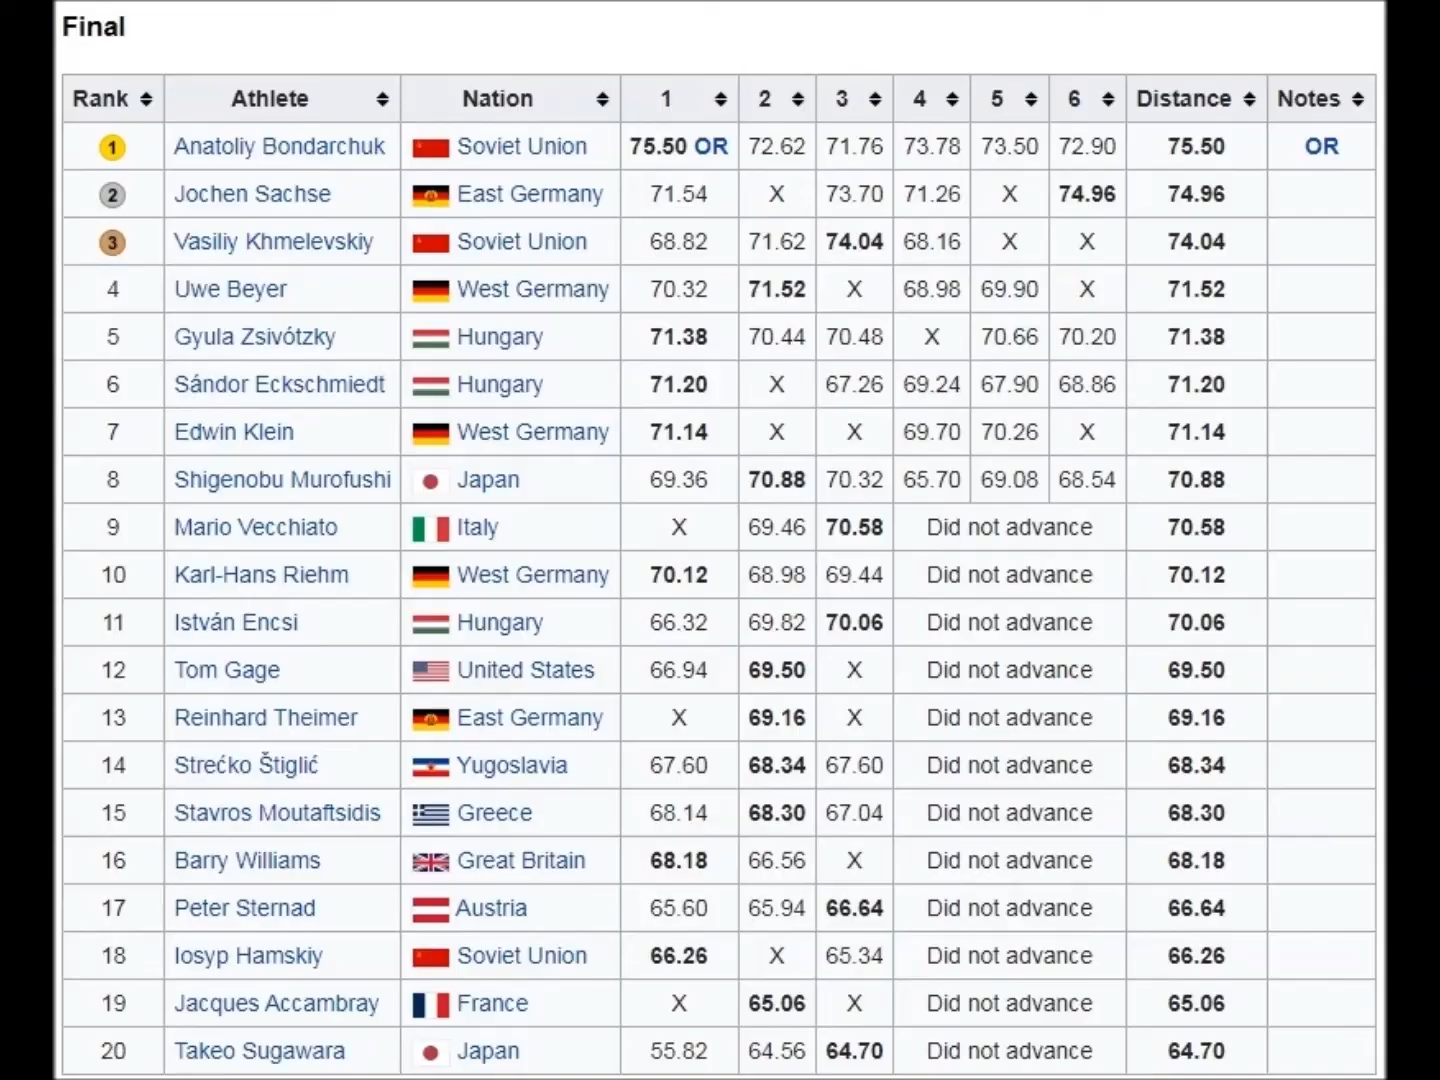 Final
Rank Athlete Nation 1 2 3 4 5 6 Distance Notes
1 Anatoliy Bondarchuk Soviet Union 75.50 OR 72.62 71.76 73.78 73.50 72.90 75.50 OR
2 Jochen Sachse East Germany 71.54 X 73.70 71.26 X 74.96 74.96
3 Vasiliy Khmelevskiy Soviet Union 68.82 71.62 74.04 68.16 X X 74.04
4 Uwe Beyer West Germany 70.32 71.52 X 68.98 69.90 X 71.52
5 Gyula Zsivótzky Hungary 71.38 70.44 70.48 X 70.66 70.20 71.38
6 Sándor Eckschmiedt Hungary 71.20 X 67.26 69.24 67.90 68.86 71.20
7 Edwin Klein West Germany 71.14 X X 69.70 70.26 X 71.14
8 Shigenobu Murofushi Japan 69.36 70.88 70.32 65.70 69.08 68.54 70.88
9 Mario Vecchiato Italy X 69.46 70.58 Did not advance 70.58
10 Karl-Hans Riehm West Germany 70.12 68.98 69.44 Did not advance 70.12
11 István Encsi Hungary 66.32 69.82 70.06 Did not advance 70.06
12 Tom Gage United States 66.94 69.50 X Did not advance 69.50
13 Reinhard Theimer East Germany X 69.16 X Did not advance 69.16
14 Strećko Štiglić Yugoslavia 67.60 68.34 67.60 Did not advance 68.34
15 Stavros Moutaftsidis Greece 68.14 68.30 67.04 Did not advance 68.30
16 Barry Williams Great Britain 68.18 66.56 X Did not advance 68.18
17 Peter Sternad Austria 65.60 65.94 66.64 Did not advance 66.64
18 Iosyp Hamskiy Soviet Union 66.26 X 65.34 Did not advance 66.26
19 Jacques Accambray France X 65.06 X Did not advance 65.06
20 Takeo Sugawara Japan 55.82 64.56 64.70 Did not advance 64.70